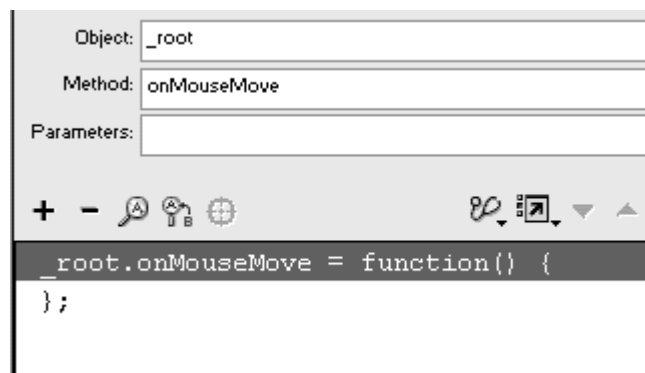 Object: _root
Method: onMouseMove
Parameters:
_root.onMouseMove = function() {
};